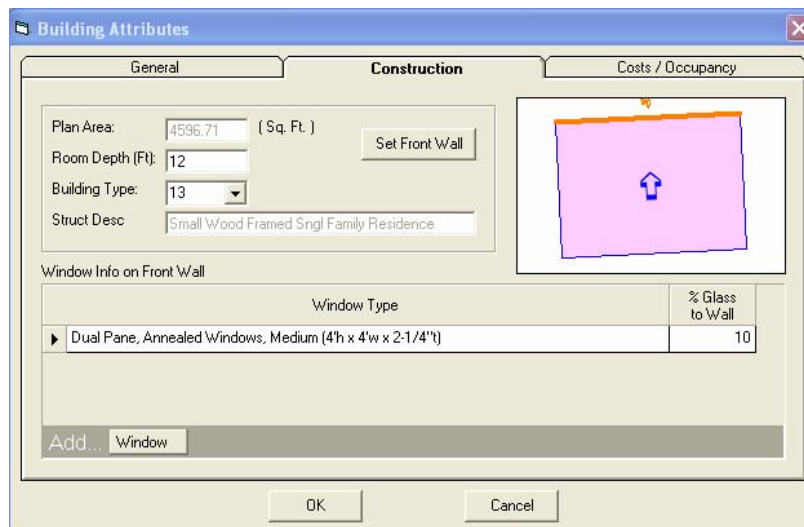 Building Attributes
General Construction Costs / Occupancy
Plan Area: 4596.71 ( Sq. Ft. )
Set Front Wall
Room Depth (Ft): 12
Building Type: 13
Struct Desc Small Wood Framed Sngl Family Residence
Window Info on Front Wall
Window Type % Glass to Wall
Dual Pane, Annealed Windows, Medium (4'h x 4'w x 2-1/4"t) 10
Add... Window
OK Cancel